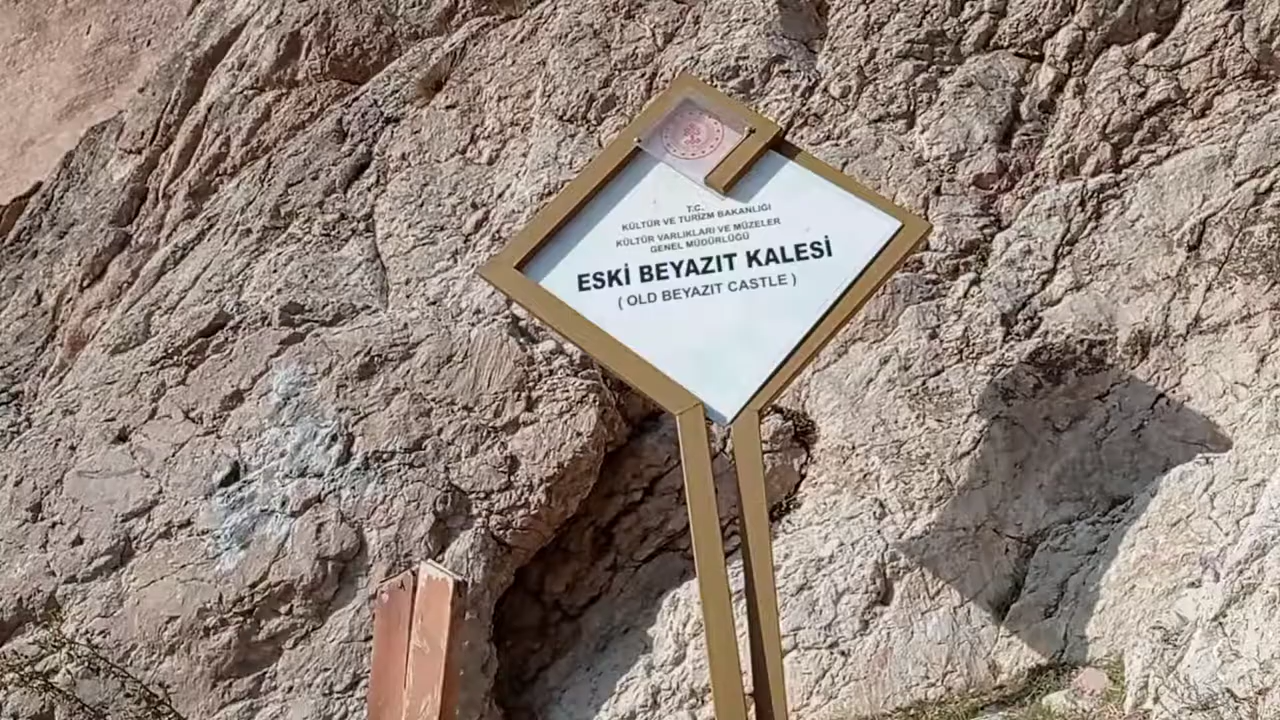 T.C.
KÜLTÜR VE TURİZM BAKANLIĞI
KÜLTÜR VARLIKLARI VE MÜZELER
GENEL MÜDÜRLÜĞÜ
ESKİ BEYAZIT KALESİ
( OLD BEYAZIT CASTLE )